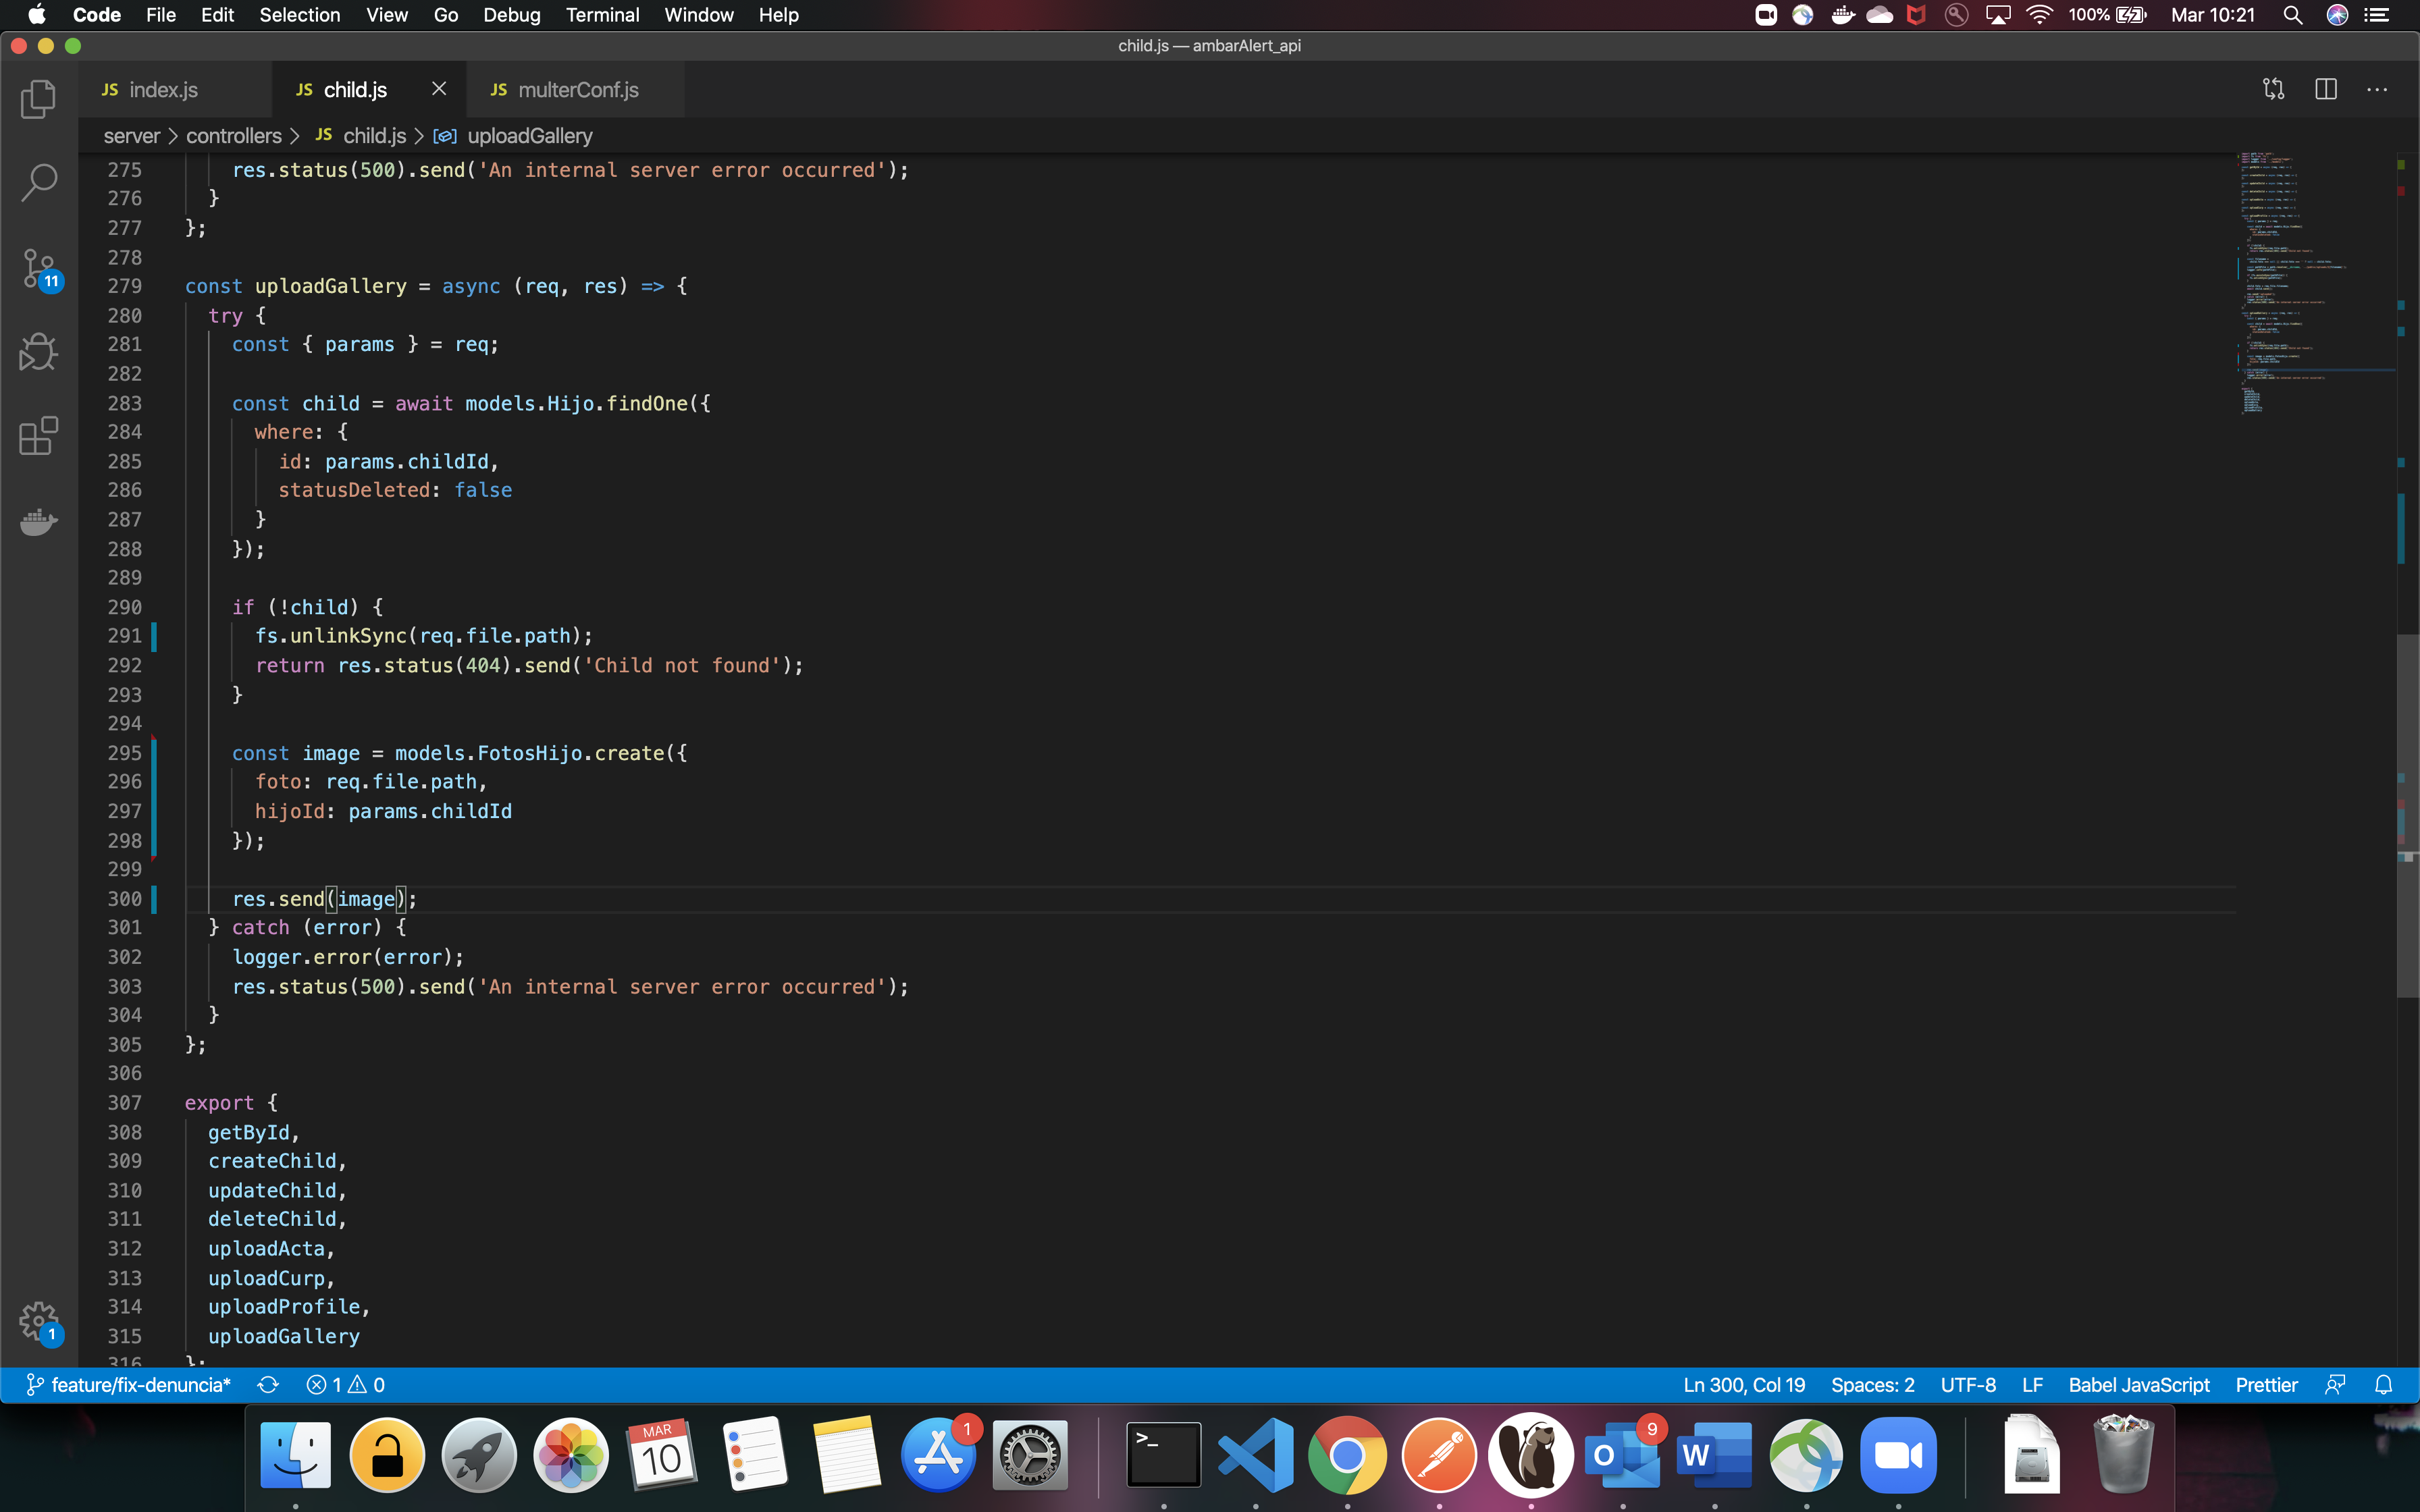 Code File Edit Selection View Go Debug Terminal Window Help 100% Mar 10:21
child.js — ambarAlert_api
JS index.js JS child.js JS multerConf.js
server > controllers > JS child.js > uploadGallery
275 res.status(500).send('An internal server error occurred');
276 }
277 };
278
279 const uploadGallery = async (req, res) => {
280 try {
281 const { params } = req;
282
283 const child = await models.Hijo.findOne({
284 where: {
285 id: params.childId,
286 statusDeleted: false
287 }
288 });
289
290 if (!child) {
291 fs.unlinkSync(req.file.path);
292 return res.status(404).send('Child not found');
293 }
294
295 const image = models.FotosHijo.create({
296 foto: req.file.path,
297 hijoId: params.childId
298 });
299
300 res.send(image);
301 } catch (error) {
302 logger.error(error);
303 res.status(500).send('An internal server error occurred');
304 }
305 };
306
307 export {
308 getById,
309 createChild,
310 updateChild,
311 deleteChild,
312 uploadActa,
313 uploadCurp,
314 uploadProfile,
315 uploadGallery
316 };
11
1
feature/fix-denuncia* 1 0 Ln 300, Col 19 Spaces: 2 UTF-8 LF Babel JavaScript Prettier
MAR
10
1
>_
O
9
W